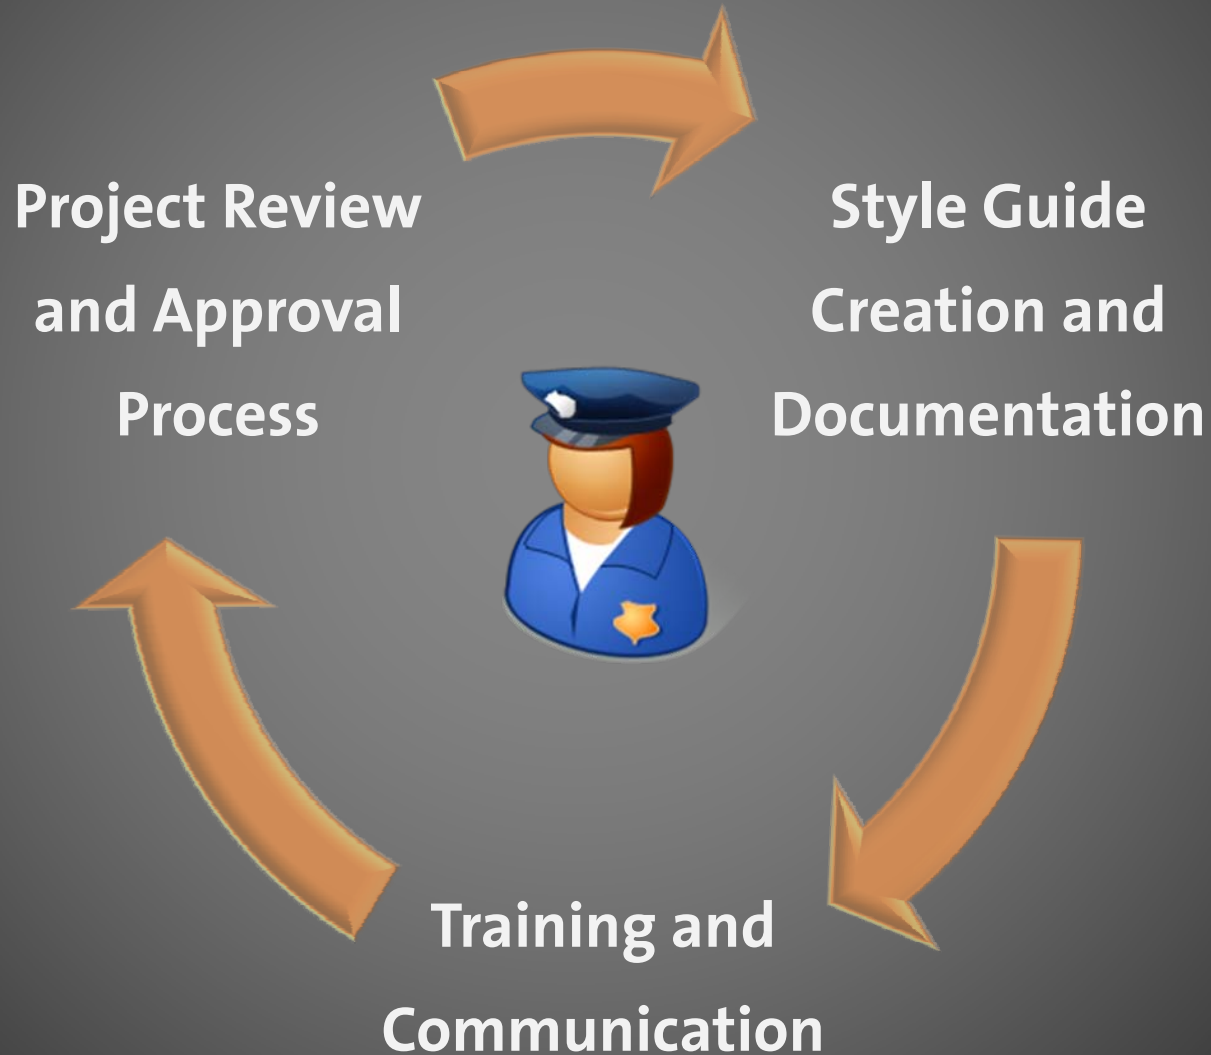 Project Review
and Approval
Process
Style Guide
Creation and
Documentation
Training and
Communication